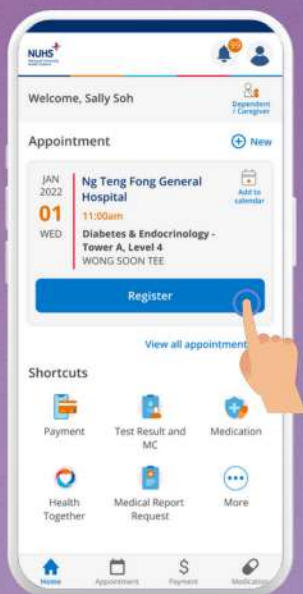 NUHS
99
Welcome, Sally Soh
Dependent
/ Caregiver
Appointment
New
JAN
2022
01
WED
Ng Teng Fong General
Hospital
11:00am
Diabetes & Endocrinology -
Tower A, Level 4
WONG SOON TEE
Add to
calendar
Register
View all appointment
Shortcuts
Payment
Test Result and
MC
Medication
Health
Together
Medical Report
Request
More
Home
Appointment
Payment
Medication